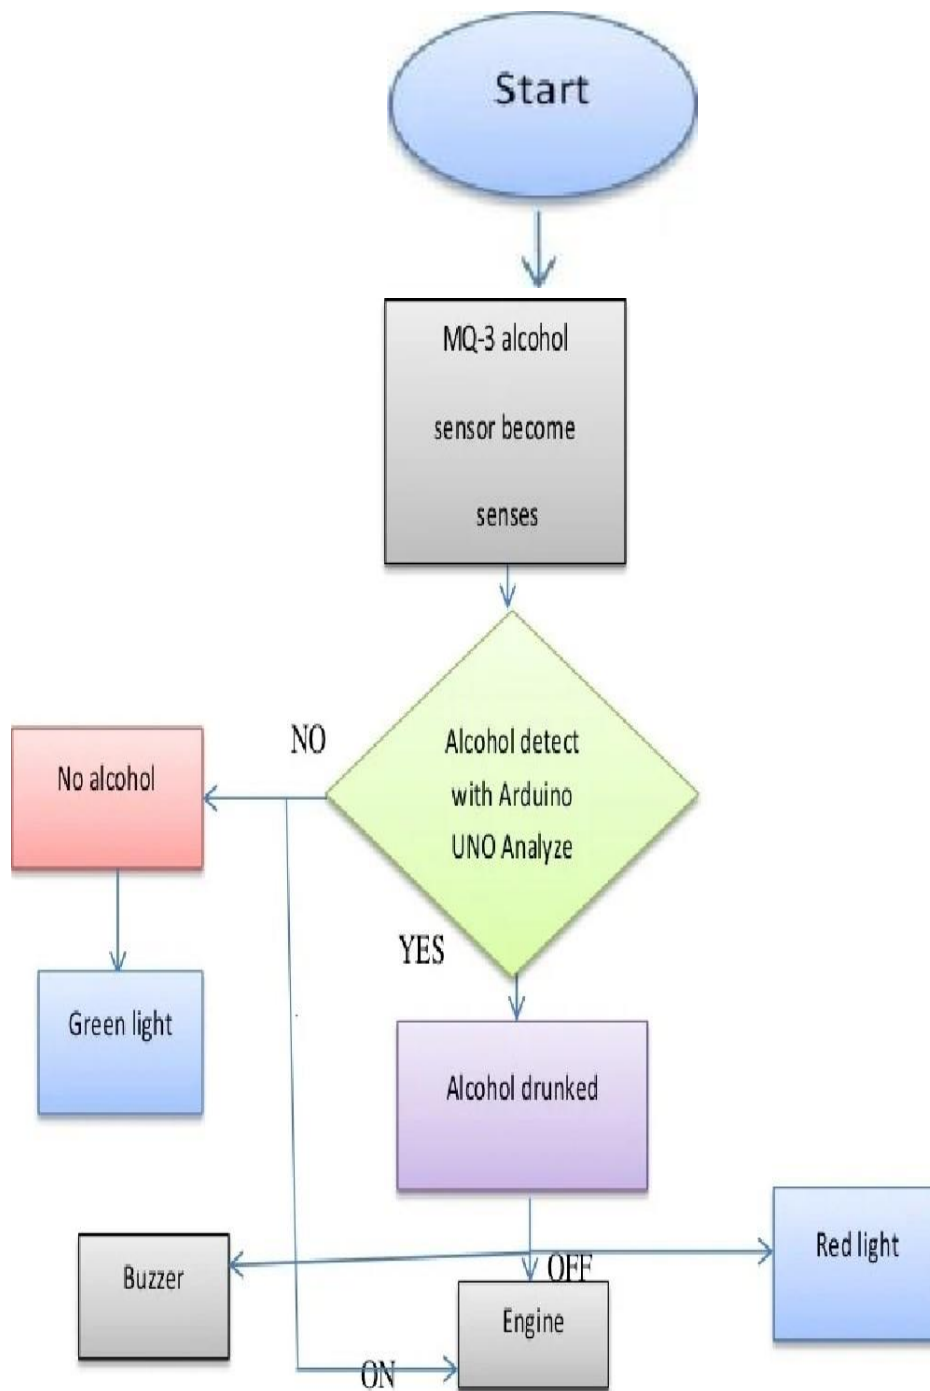 Start
MQ-3 alcohol
sensor become
senses
NO
No alcohol
Alcohol detect
with Arduino
UNO Analyze
YES
Green light
Alcohol drunked
Buzzer
OFF
Red light
Engine
ON